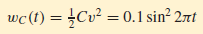 w_C(t) = ½Cv² = 0.1 sin² 2πt